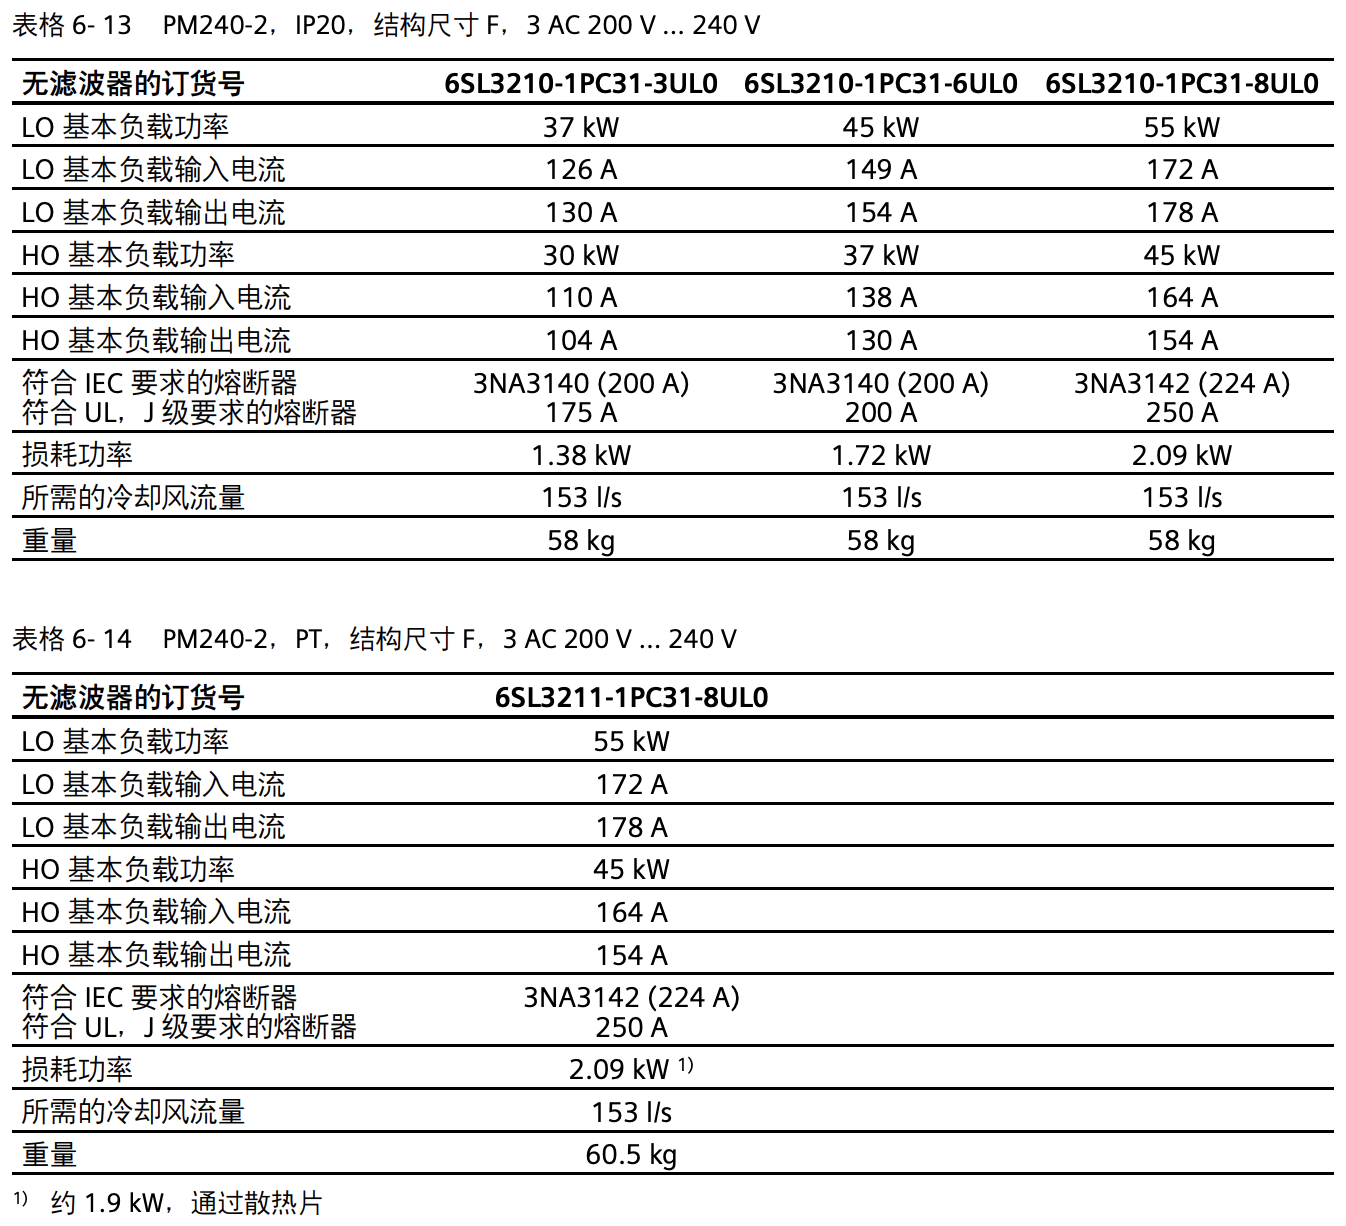 表格 6- 13 PM240-2，IP20，结构尺寸 F，3 AC 200 V ... 240 V
无滤波器的订货号 6SL3210-1PC31-3UL0 6SL3210-1PC31-6UL0 6SL3210-1PC31-8UL0
LO 基本负载功率 37 kW 45 kW 55 kW
LO 基本负载输入电流 126 A 149 A 172 A
LO 基本负载输出电流 130 A 154 A 178 A
HO 基本负载功率 30 kW 37 kW 45 kW
HO 基本负载输入电流 110 A 138 A 164 A
HO 基本负载输出电流 104 A 130 A 154 A
符合 IEC 要求的熔断器 3NA3140 (200 A) 3NA3140 (200 A) 3NA3142 (224 A)
符合 UL，J 级要求的熔断器 175 A 200 A 250 A
损耗功率 1.38 kW 1.72 kW 2.09 kW
所需的冷却风流量 153 l/s 153 l/s 153 l/s
重量 58 kg 58 kg 58 kg
表格 6- 14 PM240-2，PT，结构尺寸 F，3 AC 200 V ... 240 V
无滤波器的订货号 6SL3211-1PC31-8UL0
LO 基本负载功率 55 kW
LO 基本负载输入电流 172 A
LO 基本负载输出电流 178 A
HO 基本负载功率 45 kW
HO 基本负载输入电流 164 A
HO 基本负载输出电流 154 A
符合 IEC 要求的熔断器 3NA3142 (224 A)
符合 UL，J 级要求的熔断器 250 A
损耗功率 2.09 kW 1)
所需的冷却风流量 153 l/s
重量 60.5 kg
1) 约 1.9 kW，通过散热片